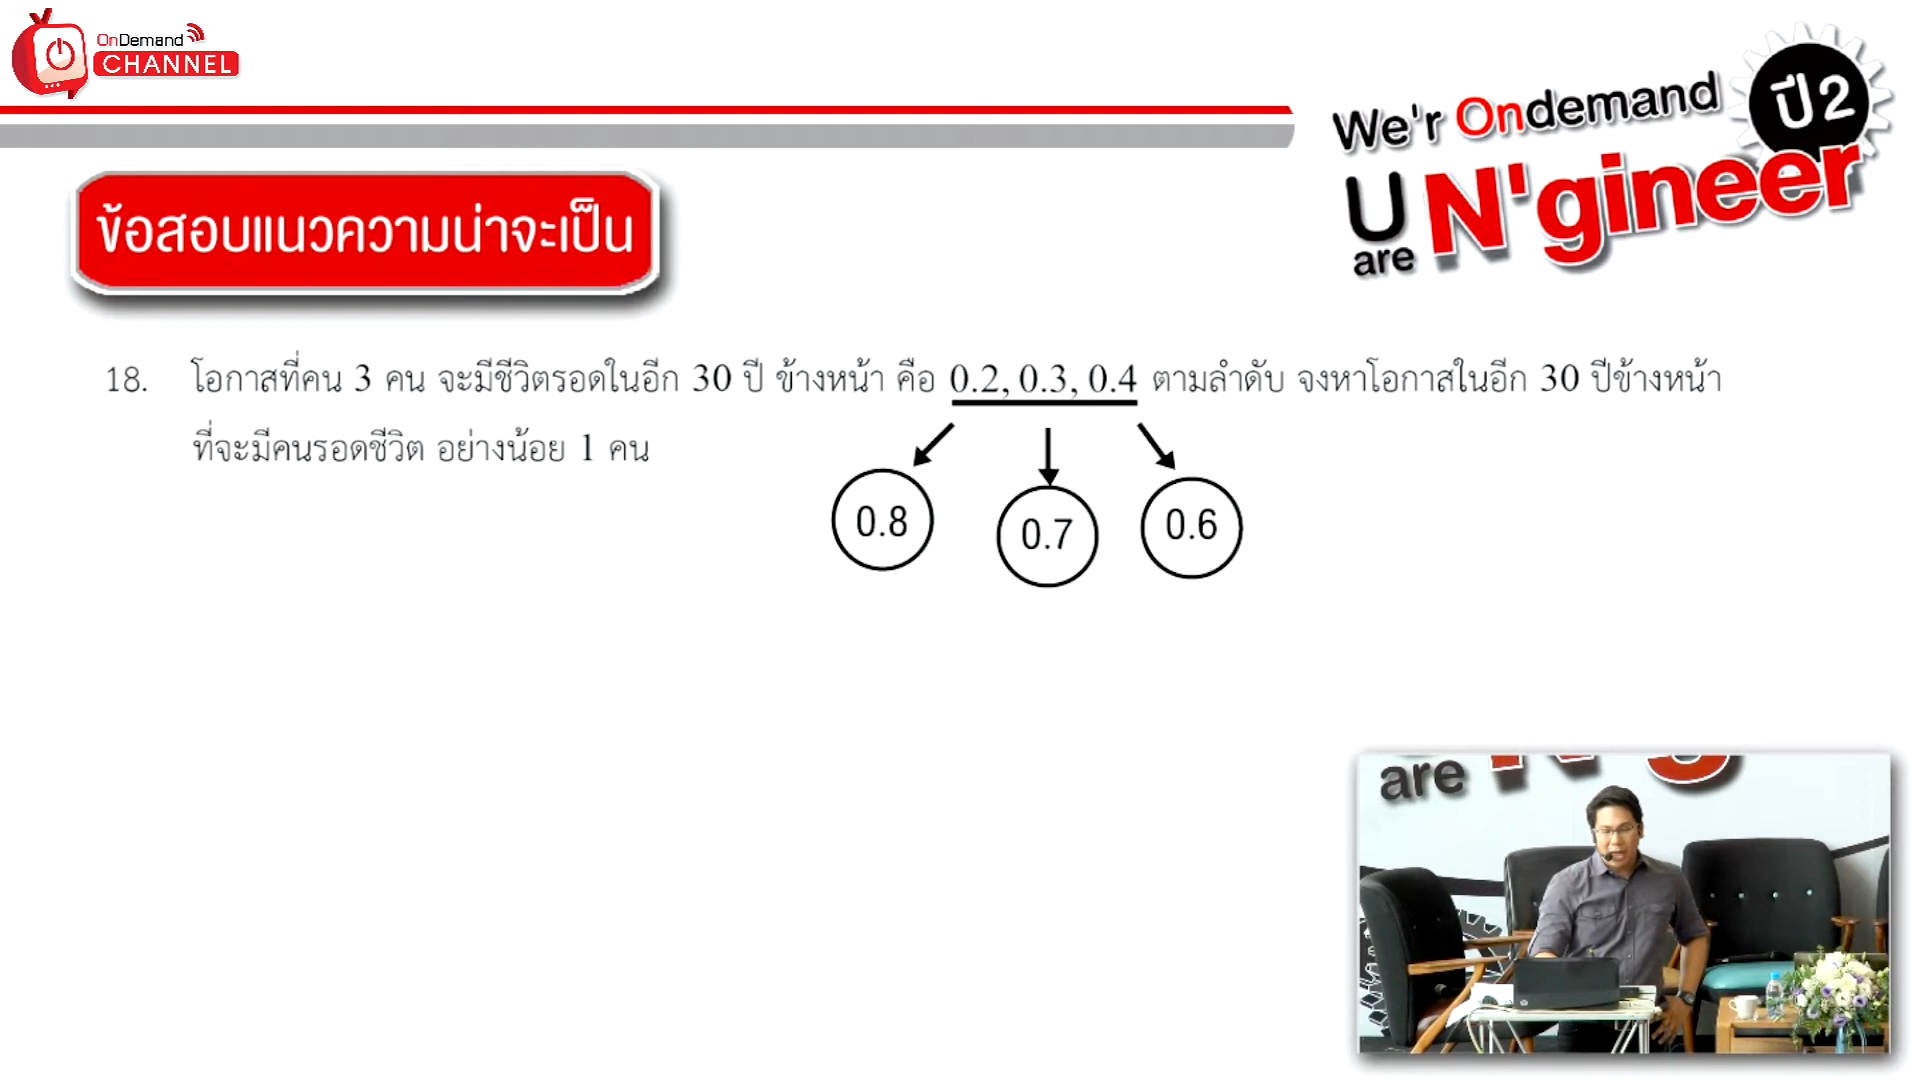 OnDemand
CHANNEL
We'r Ondemand ปี 2
U are N'gineer
ข้อสอบแนวความน่าจะเป็น
18. โอกาสที่คน 3 คน จะมีชีวิตรอดในอีก 30 ปี ข้างหน้า คือ 0.2, 0.3, 0.4 ตามลำดับ จงหาโอกาสในอีก 30 ปีข้างหน้า
ที่จะมีคนรอดชีวิต อย่างน้อย 1 คน
0.8 0.7 0.6
are